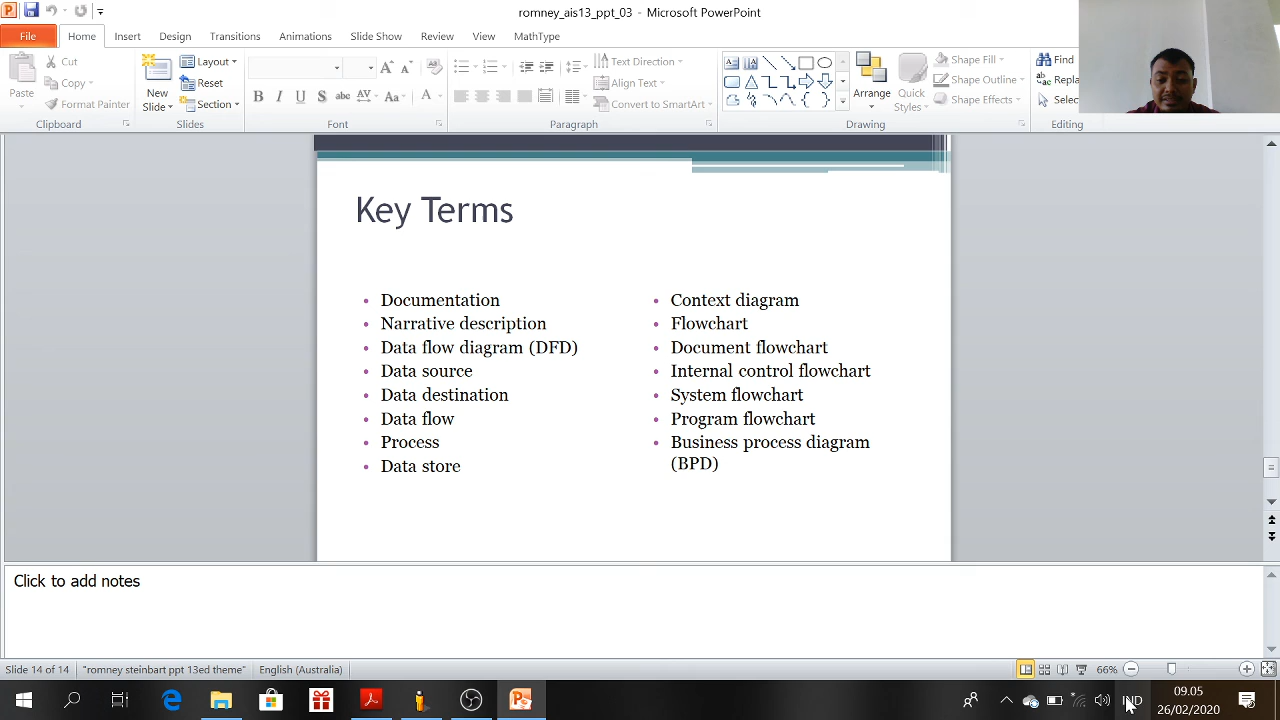 romney_ais13_ppt_03 - Microsoft PowerPoint
File Home Insert Design Transitions Animations Slide Show Review View MathType
Cut
Copy
Format Painter
Paste
Clipboard
New
Slide
Layout
Reset
Section
Slides
B I U S abc AV Aa A
Font
Text Direction
Align Text
Convert to SmartArt
Paragraph
Arrange
Quick
Styles
Shape Fill
Shape Outline
Shape Effects
Drawing
Find
Repla
Selec
Editing
Key Terms
Documentation
Narrative description
Data flow diagram (DFD)
Data source
Data destination
Data flow
Process
Data store
Context diagram
Flowchart
Document flowchart
Internal control flowchart
System flowchart
Program flowchart
Business process diagram
(BPD)
Click to add notes
Slide 14 of 14 "romney steinbart ppt 13ed theme" English (Australia) 66%
IND
09.05
26/02/2020